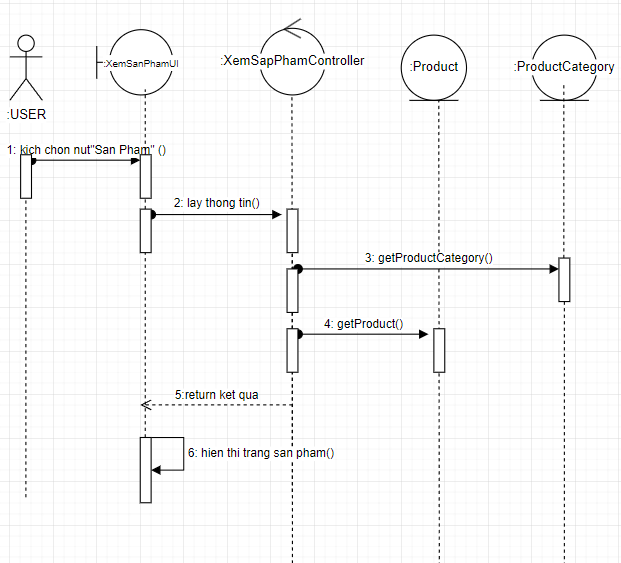 :XemSanPhamUI
:XemSapPhamController
:Product
:ProductCategory
:USER
1: kich chon nut"San Pham" ()
2: lay thong tin()
3: getProductCategory()
4: getProduct()
5:return ket qua
6: hien thi trang san pham()